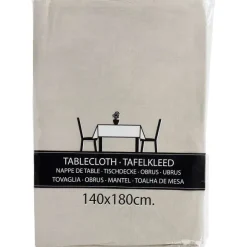 TABLECLOTH · TAFELKLEED
NAPPE DE TABLE · TISCHDECKE · OBRUS · UBRUS
TOVAGLIA · OBRUS · MANTEL · TOALHA DE MESA
140x180cm.